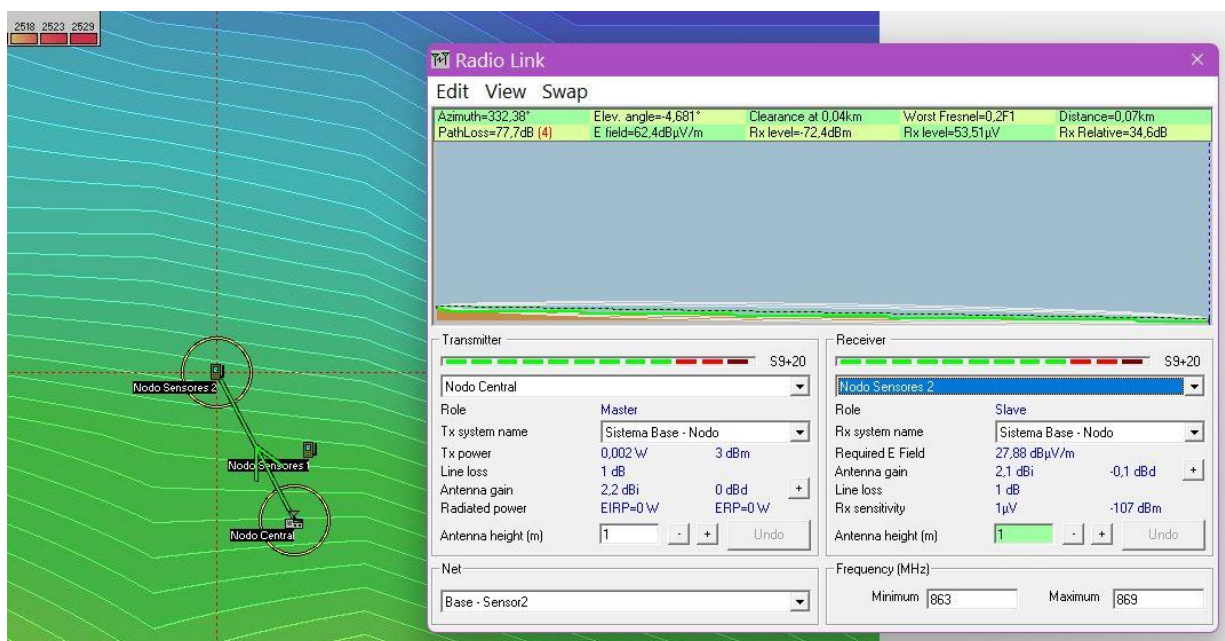 2518 2523 2529
Radio Link
Edit View Swap
Azimuth=332,38° Elev. angle=-4,681° Clearance at 0,04km Worst Fresnel=0,2F1 Distance=0,07km
PathLoss=77,7dB (4) E field=62,4dBµV/m Rx level=-72,4dBm Rx level=53,51µV Rx Relative=34,6dB
Transmitter
S9+20
Nodo Central
Role Master
Tx system name Sistema Base - Nodo
Tx power 0,002 W 3 dBm
Line loss 1 dB
Antenna gain 2,2 dBi 0 dBd +
Radiated power EIRP=0 W ERP=0 W
Antenna height (m) 1 - + Undo
Net
Base - Sensor2
Receiver
S9+20
Nodo Sensores 2
Role Slave
Rx system name Sistema Base - Nodo
Required E Field 27,88 dBµV/m
Antenna gain 2,1 dBi -0,1 dBd +
Line loss 1 dB
Rx sensitivity 1µV -107 dBm
Antenna height (m) 1 - + Undo
Frequency (MHz)
Minimum 863 Maximum 869
Nodo Sensores 2
Nodo Sensores 1
Nodo Central